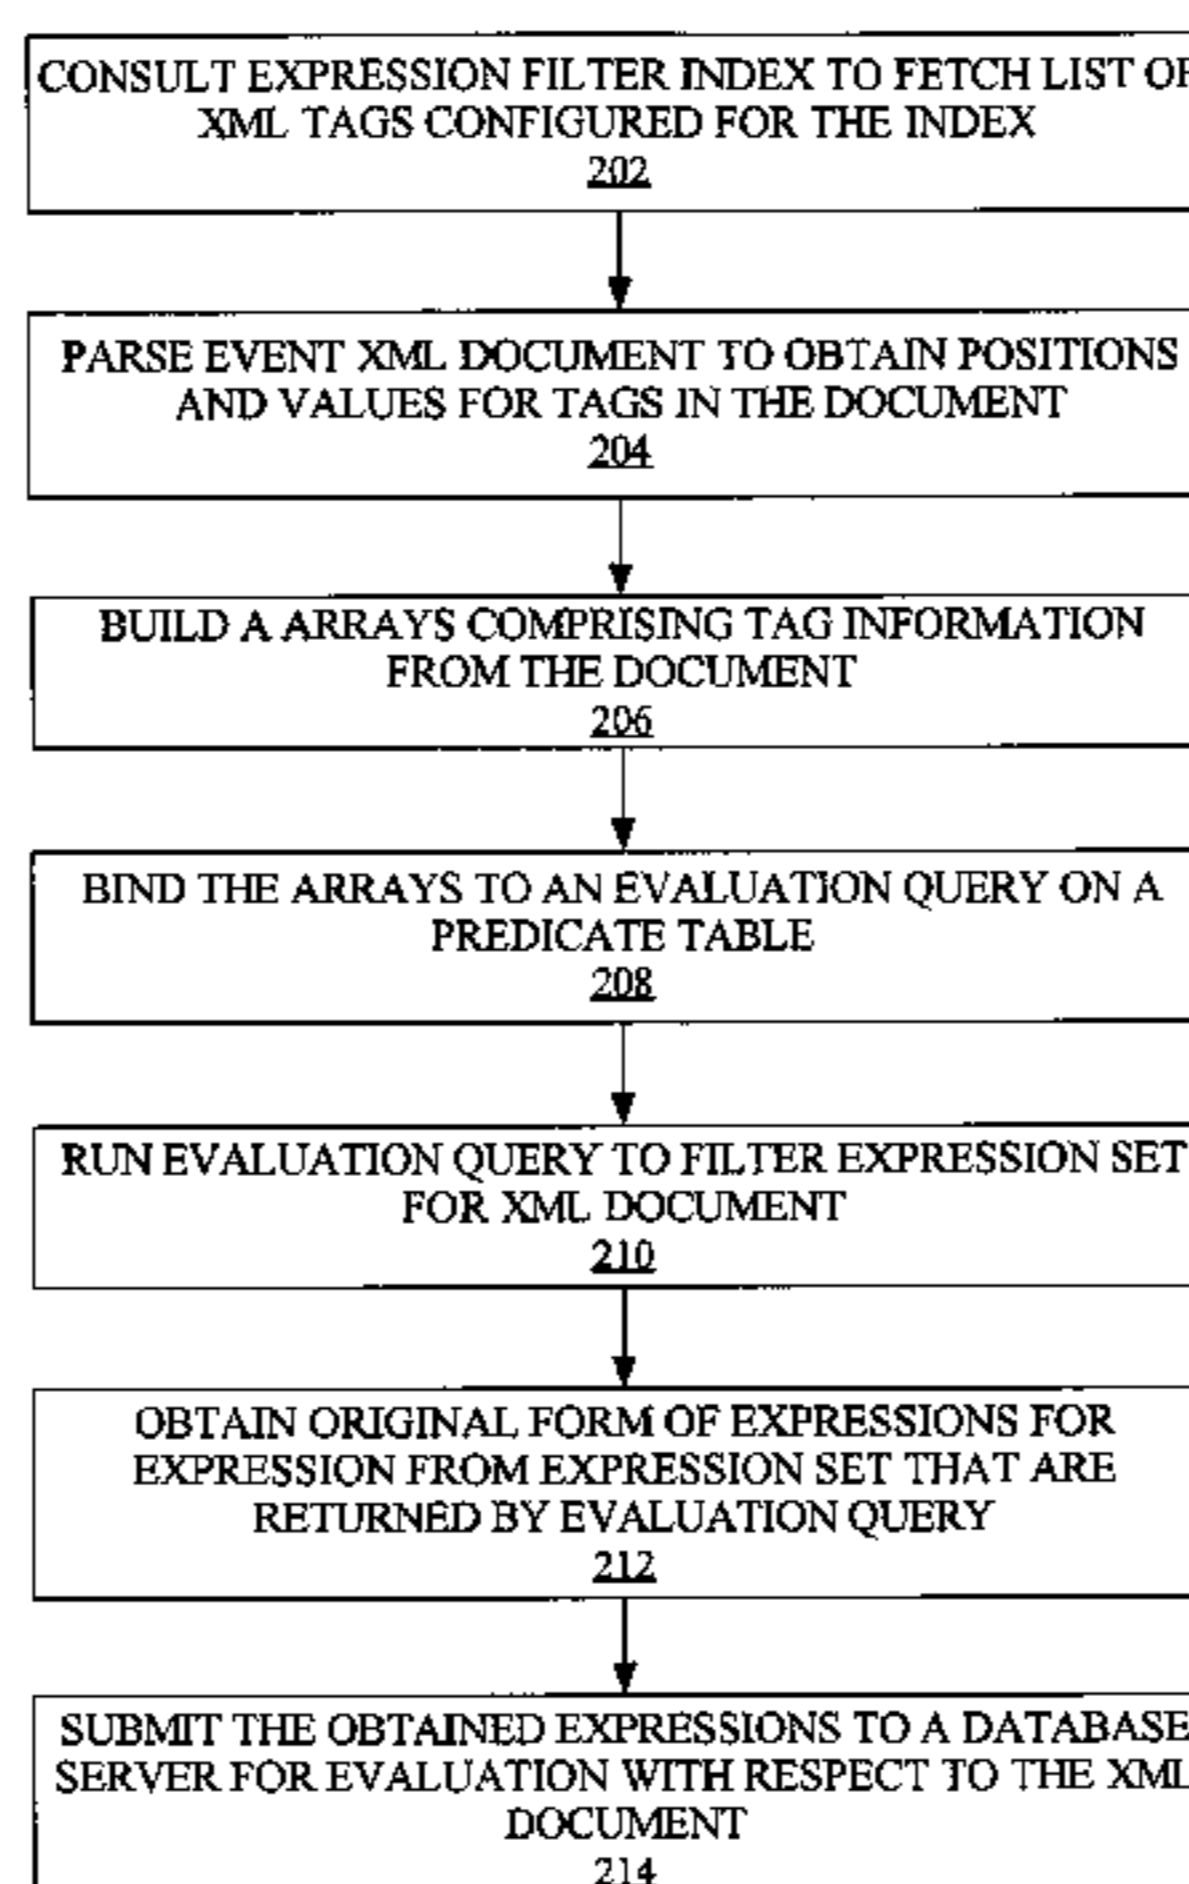 CONSULT EXPRESSION FILTER INDEX TO FETCH LIST OF
XML TAGS CONFIGURED FOR THE INDEX
202
PARSE EVENT XML DOCUMENT TO OBTAIN POSITIONS
AND VALUES FOR TAGS IN THE DOCUMENT
204
BUILD A ARRAYS COMPRISING TAG INFORMATION
FROM THE DOCUMENT
206
BIND THE ARRAYS TO AN EVALUATION QUERY ON A
PREDICATE TABLE
208
RUN EVALUATION QUERY TO FILTER EXPRESSION SET
FOR XML DOCUMENT
210
OBTAIN ORIGINAL FORM OF EXPRESSIONS FOR
EXPRESSION FROM EXPRESSION SET THAT ARE
RETURNED BY EVALUATION QUERY
212
SUBMIT THE OBTAINED EXPRESSIONS TO A DATABASE
SERVER FOR EVALUATION WITH RESPECT TO THE XML
DOCUMENT
214